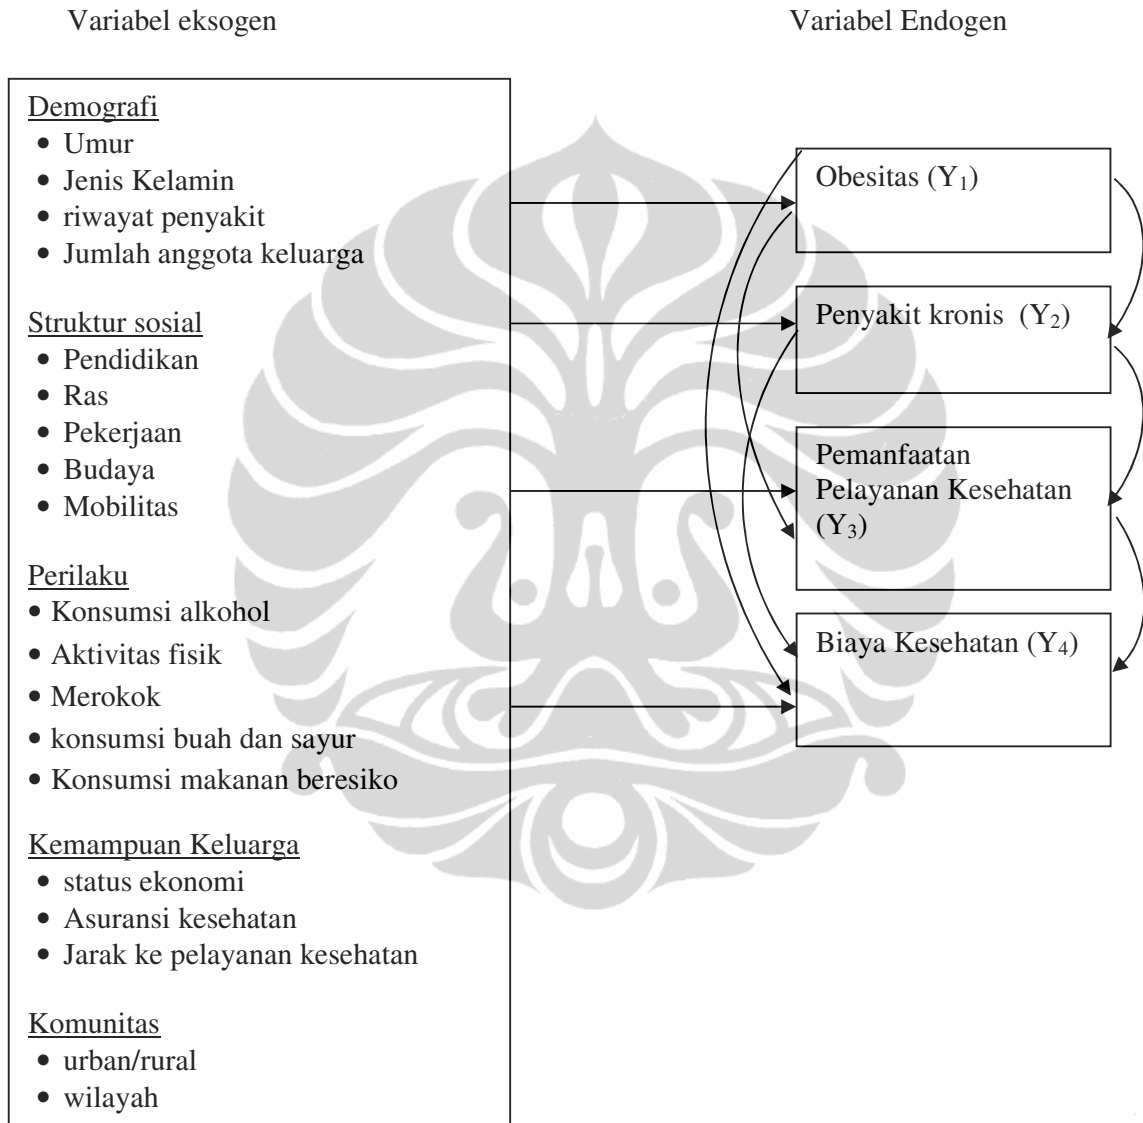 Variabel eksogen
Variabel Endogen
Demografi
• Umur
• Jenis Kelamin
• riwayat penyakit
• Jumlah anggota keluarga
Struktur sosial
• Pendidikan
• Ras
• Pekerjaan
• Budaya
• Mobilitas
Perilaku
• Konsumsi alkohol
• Aktivitas fisik
• Merokok
• konsumsi buah dan sayur
• Konsumsi makanan beresiko
Kemampuan Keluarga
• status ekonomi
• Asuransi kesehatan
• Jarak ke pelayanan kesehatan
Komunitas
• urban/rural
• wilayah
Obesitas (Y₁)
Penyakit kronis (Y₂)
Pemanfaatan
Pelayanan Kesehatan
(Y₃)
Biaya Kesehatan (Y₄)